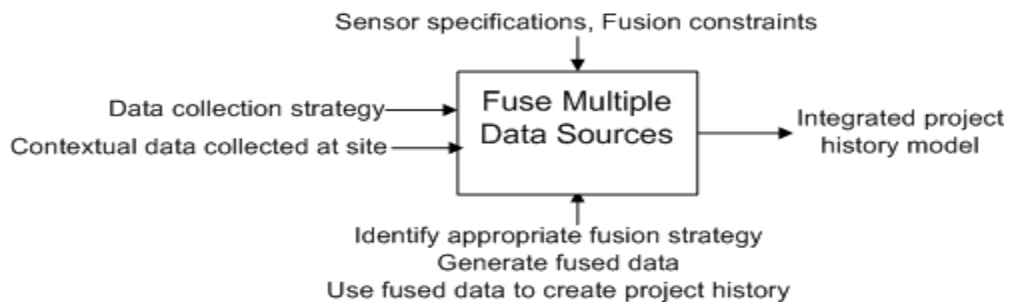 Sensor specifications, Fusion constraints
Fuse Multiple
Data Sources
Data collection strategy
Contextual data collected at site
Integrated project
history model
Identify appropriate fusion strategy
Generate fused data
Use fused data to create project history